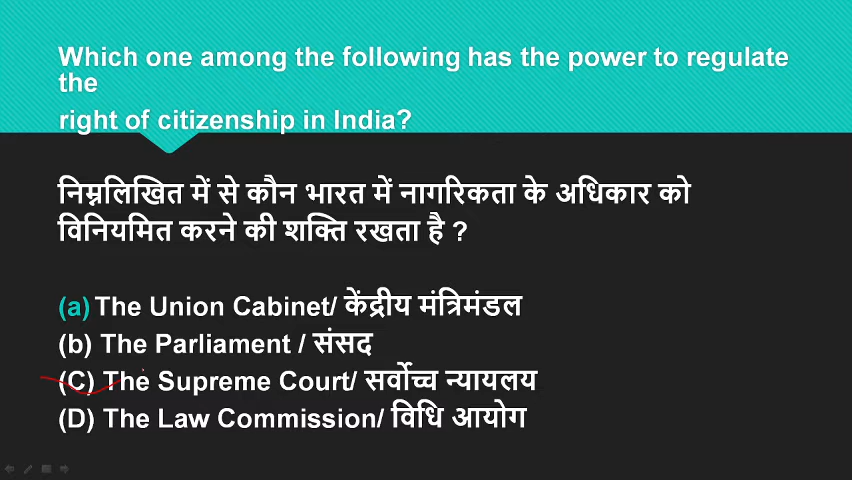 Which one among the following has the power to regulate
the
right of citizenship in India?
निम्नलिखित में से कौन भारत में नागरिकता के अधिकार को
विनियमित करने की शक्ति रखता है ?
(a) The Union Cabinet/ केंद्रीय मंत्रिमंडल
(b) The Parliament / संसद
(C) The Supreme Court/ सर्वोच्च न्यायलय
(D) The Law Commission/ विधि आयोग